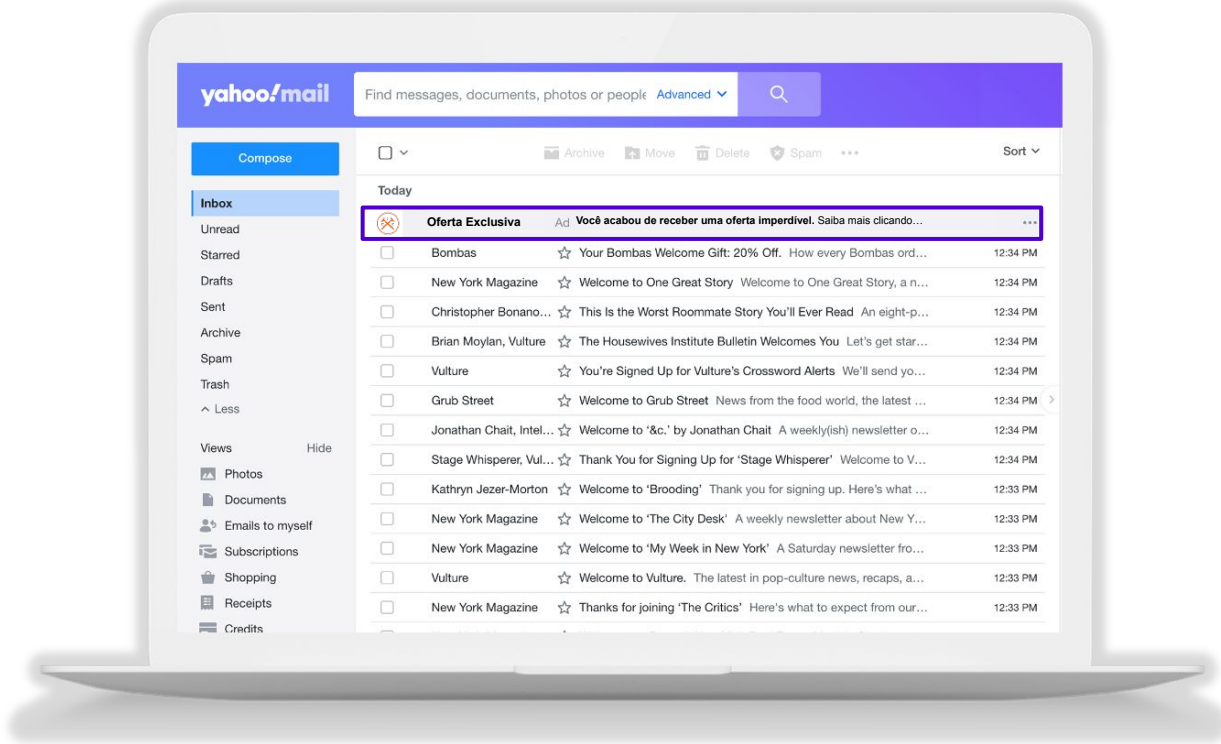 yahoo!mail
Find messages, documents, photos or people Advanced
Compose
Archive Move Delete Spam Sort
Inbox
Unread
Starred
Drafts
Sent
Archive
Spam
Trash
Less
Views Hide
Photos
Documents
Emails to myself
Subscriptions
Shopping
Receipts
Credits
Today
Oferta Exclusiva Ad Você acabou de receber uma oferta imperdível. Saiba mais clicando...
Bombas Your Bombas Welcome Gift: 20% Off. How every Bombas ord... 12:34 PM
New York Magazine Welcome to One Great Story Welcome to One Great Story, a n... 12:34 PM
Christopher Bonano... This Is the Worst Roommate Story You'll Ever Read An eight-p... 12:34 PM
Brian Moylan, Vulture The Housewives Institute Bulletin Welcomes You Let's get star... 12:34 PM
Vulture You're Signed Up for Vulture's Crossword Alerts We'll send yo... 12:34 PM
Grub Street Welcome to Grub Street News from the food world, the latest ... 12:34 PM
Jonathan Chait, Intel... Welcome to ‘&c.’ by Jonathan Chait A weekly(ish) newsletter o... 12:34 PM
Stage Whisperer, Vul... Thank You for Signing Up for ‘Stage Whisperer’ Welcome to V... 12:34 PM
Kathryn Jezer-Morton Welcome to ‘Brooding’ Thank you for signing up. Here's what ... 12:33 PM
New York Magazine Welcome to ‘The City Desk’ A weekly newsletter about New Y... 12:33 PM
New York Magazine Welcome to ‘My Week in New York’ A Saturday newsletter fro... 12:33 PM
Vulture Welcome to Vulture. The latest in pop-culture news, recaps, a... 12:33 PM
New York Magazine Thanks for joining ‘The Critics’ Here's what to expect from our... 12:33 PM